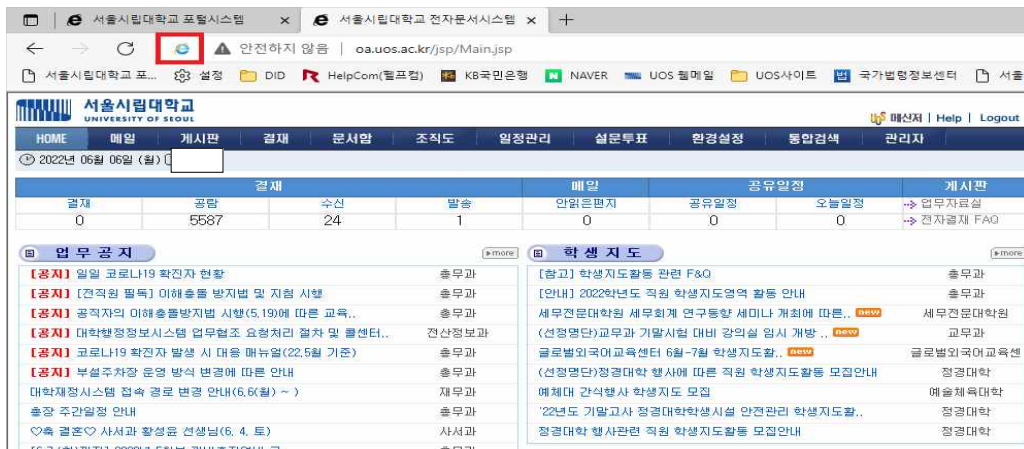 서울시립대학교 포털시스템
서울시립대학교 전자문서시스템
안전하지 않음 | oa.uos.ac.kr/jsp/Main.jsp
서울시립대학교 포... 설정 DID HelpCom(헬프컴) KB국민은행 NAVER UOS 웹메일 UOS사이트 국가법령정보센터 서울
서울시립대학교
UNIVERSITY OF SEOUL
메신저 | Help | Logout
HOME 메일 게시판 결재 문서함 조직도 일정관리 설문투표 환경설정 통합검색 관리자
2022년 06월 06일 (월)
결재 메일 공유일정 게시판
결재 공람 수신 발송 안읽은편지 공유일정 오늘일정 업무자료실
0 5587 24 1 0 0 0 전자결재 FAQ
업무공지 more
[공지] 일일 코로나19 확진자 현황 총무과
[공지] [전직원 필독] 이해충돌 방지법 및 지침 시행 총무과
[공지] 공직자의 이해충돌방지법 시행(5.19)에 따른 교육.. 총무과
[공지] 대학행정정보시스템 업무협조 요청처리 절차 및 콜센터.. 전산정보과
[공지] 코로나19 확진자 발생 시 대응 매뉴얼(22.5월 기준) 총무과
[공지] 부설주차장 운영 방식 변경에 따른 안내 총무과
대학재정시스템 접속 경로 변경 안내(6.6(월) ~ ) 재무과
총장 주간일정 안내 총무과
♡축 결혼♡ 사서과 황성윤 선생님(6. 4. 토) 사서과
학생지도 more
[참고] 학생지도활동 관련 F&Q 총무과
[안내] 2022학년도 직원 학생지도영역 활동 안내 총무과
세무전문대학원 세무회계 연구동향 세미나 개최에 따른.. new 세무전문대학원
(선정명단)교무과 기말시험 대비 강의실 임시 개방 .. new 교무과
글로벌외국어교육센터 6월-7월 학생지도활.. new 글로벌외국어교육센
(선정명단)정경대학 행사에 따른 직원 학생지도활동 모집안내 정경대학
예체대 간식행사 학생지도 모집 예술체육대학
'22년도 기말고사 정경대학학생시설 안전관리 학생지도활.. 정경대학
정경대학 행사관련 직원 학생지도활동 모집안내 정경대학